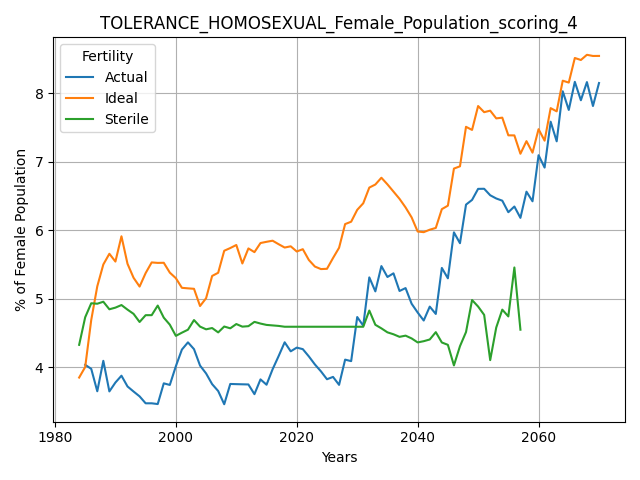 TOLERANCE_HOMOSEXUAL_Female_Population_scoring_4
Fertility
Actual
Ideal
Sterile
% of Female Population
8
7
6
5
4
1980 2000 2020 2040 2060
Years